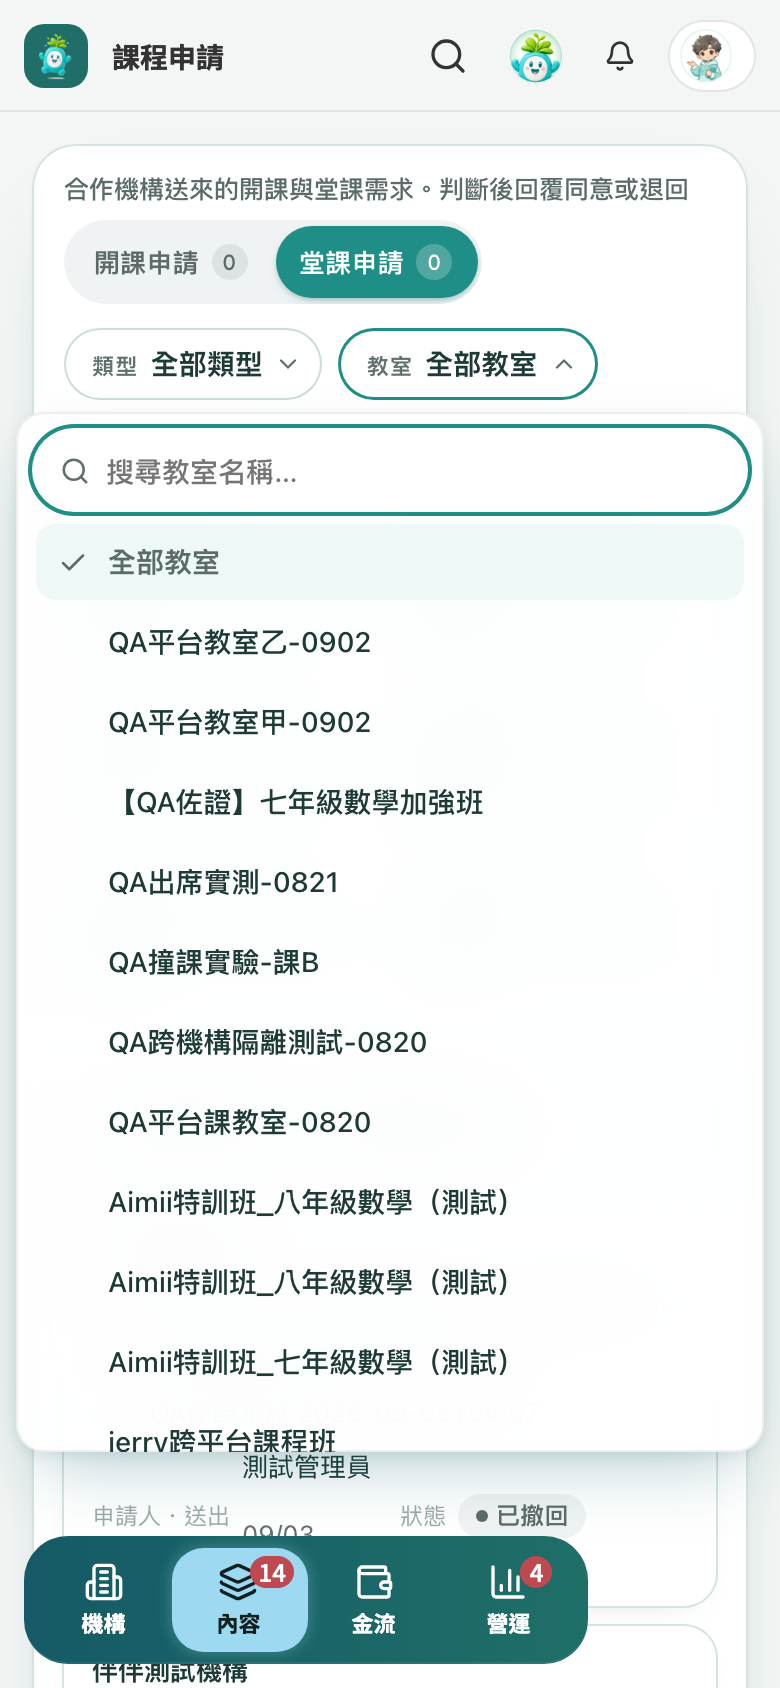 課程申請
合作機構送來的開課與堂課需求。判斷後回覆同意或退回
開課申請 0
堂課申請 0
類型 全部類型
教室 全部教室
搜尋教室名稱...
全部教室
QA平台教室乙-0902
QA平台教室甲-0902
【QA佐證】七年級數學加強班
QA出席實測-0821
QA撞課實驗-課B
QA跨機構隔離測試-0820
QA平台課教室-0820
Aimii特訓班_八年級數學（測試）
Aimii特訓班_八年級數學（測試）
Aimii特訓班_七年級數學（測試）
jerry跨平台課程班
測試管理員
申請人・送出
09/03
狀態 已撤回
機構
內容 14
金流
營運 4
伴伴測試機構